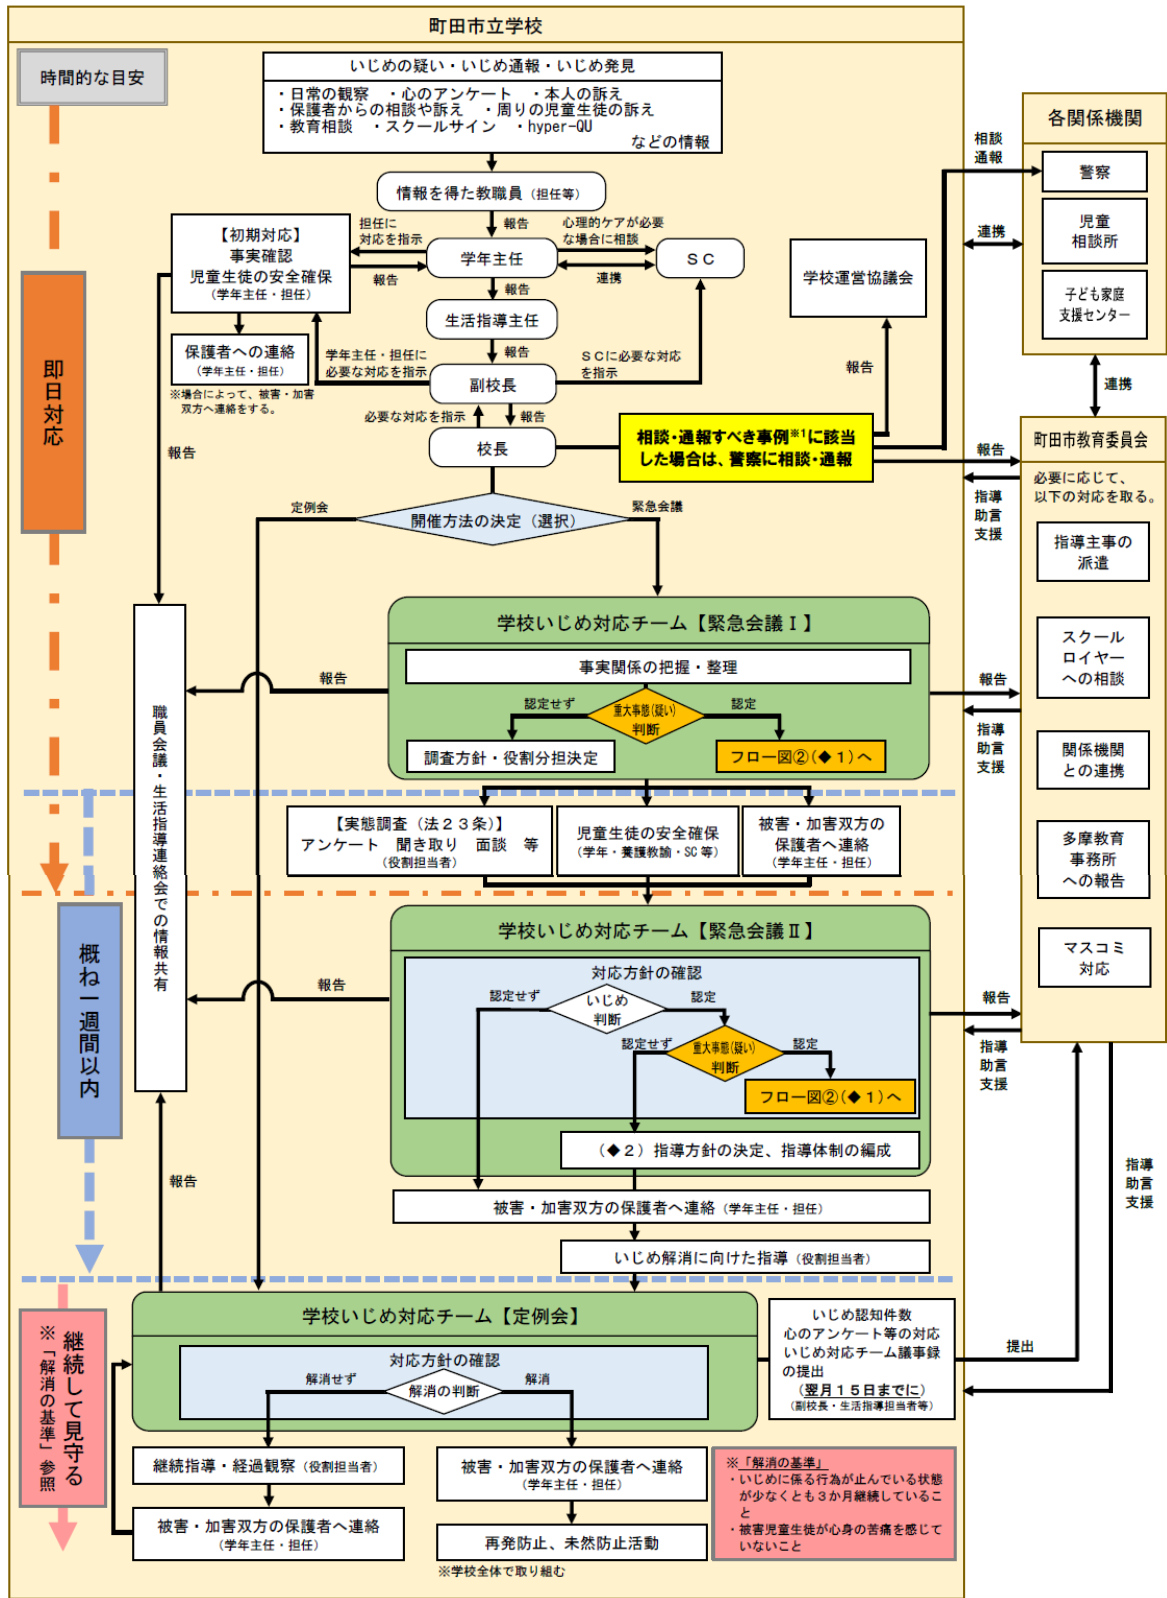 町田市立学校
時間的な目安
いじめの疑い・いじめ通報・いじめ発見
・日常の観察　・心のアンケート　・本人の訴え
・保護者からの相談や訴え　・周りの児童生徒の訴え
・教育相談　・スクールサイン　・hyper-QU
などの情報
情報を得た教職員（担任等）
報告
担任に
対応を指示
心理的ケアが必要
な場合に相談
【初期対応】
事実確認
児童生徒の安全確保
（学年主任・担任）
学年主任
ＳＣ
報告
連携
報告
生活指導主任
保護者への連絡
（学年主任・担任）
※場合によって、被害・加害
双方へ連絡をする。
学年主任・担任に
必要な対応を指示
報告
ＳＣに必要な対応
を指示
副校長
必要な対応を指示
報告
校長
報告
即日対応
相談・通報すべき事例※1に該当
した場合は、警察に相談・通報
学校運営協議会
報告
相談
通報
連携
各関係機関
警察
児童
相談所
子ども家庭
支援センター
連携
報告
指導
助言
支援
町田市教育委員会
必要に応じて、
以下の対応を取る。
指導主事の
派遣
スクール
ロイヤー
への相談
関係機関
との連携
多摩教育
事務所
への報告
マスコミ
対応
定例会
開催方法の決定（選択）
緊急会議
学校いじめ対応チーム【緊急会議Ⅰ】
事実関係の把握・整理
認定せず
重大事態(疑い)
判断
認定
調査方針・役割分担決定
フロー図②(◆１)へ
報告
報告
指導
助言
支援
職員会議・生活指導連絡会での情報共有
【実態調査（法２３条）】
アンケート　聞き取り　面談　等
（役割担当者）
児童生徒の安全確保
（学年・養護教諭・SC 等）
被害・加害双方の
保護者へ連絡
（学年主任・担任）
概ね一週間以内
学校いじめ対応チーム【緊急会議Ⅱ】
対応方針の確認
認定せず
いじめ
判断
認定
認定せず
重大事態(疑い)
判断
認定
フロー図②(◆１)へ
（◆２）指導方針の決定、指導体制の編成
報告
報告
指導
助言
支援
報告
被害・加害双方の保護者へ連絡（学年主任・担任）
いじめ解消に向けた指導（役割担当者）
指導
助言
支援
継続して見守る
※「解消の基準」参照
学校いじめ対応チーム【定例会】
対応方針の確認
解消せず
解消の判断
解消
いじめ認知件数
心のアンケート等の対応
いじめ対応チーム議事録
の提出
（翌月１５日までに）
（副校長・生活指導担当者等）
提出
継続指導・経過観察（役割担当者）
被害・加害双方の保護者へ連絡
（学年主任・担任）
被害・加害双方の保護者へ連絡
（学年主任・担任）
再発防止、未然防止活動
※学校全体で取り組む
※「解消の基準」
・いじめに係る行為が止んでいる状態
が少なくとも３か月継続しているこ
と
・被害児童生徒が心身の苦痛を感じて
いないこと